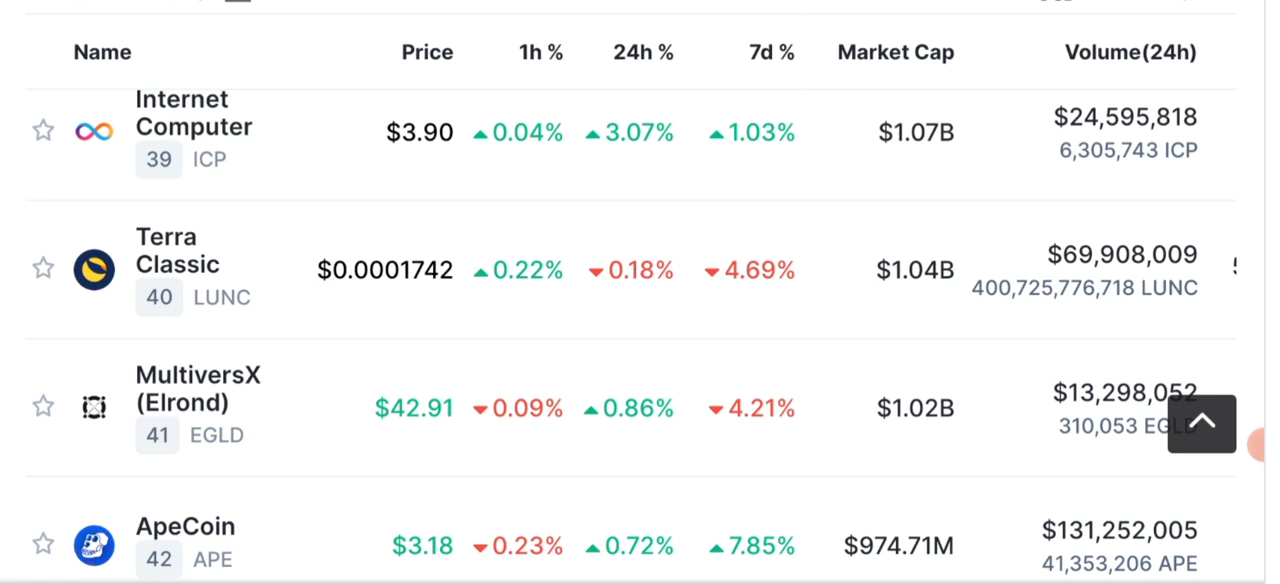 Name Price 1h % 24h % 7d % Market Cap Volume(24h)
Internet
Computer
39 ICP
$3.90 0.04% 3.07% 1.03% $1.07B
$24,595,818
6,305,743 ICP
Terra
Classic
40 LUNC
$0.0001742 0.22% 0.18% 4.69% $1.04B
$69,908,009
400,725,776,718 LUNC
MultiversX
(Elrond)
41 EGLD
$42.91 0.09% 0.86% 4.21% $1.02B
$13,298,052
310,053 EGLD
ApeCoin
42 APE
$3.18 0.23% 0.72% 7.85% $974.71M
$131,252,005
41,353,206 APE